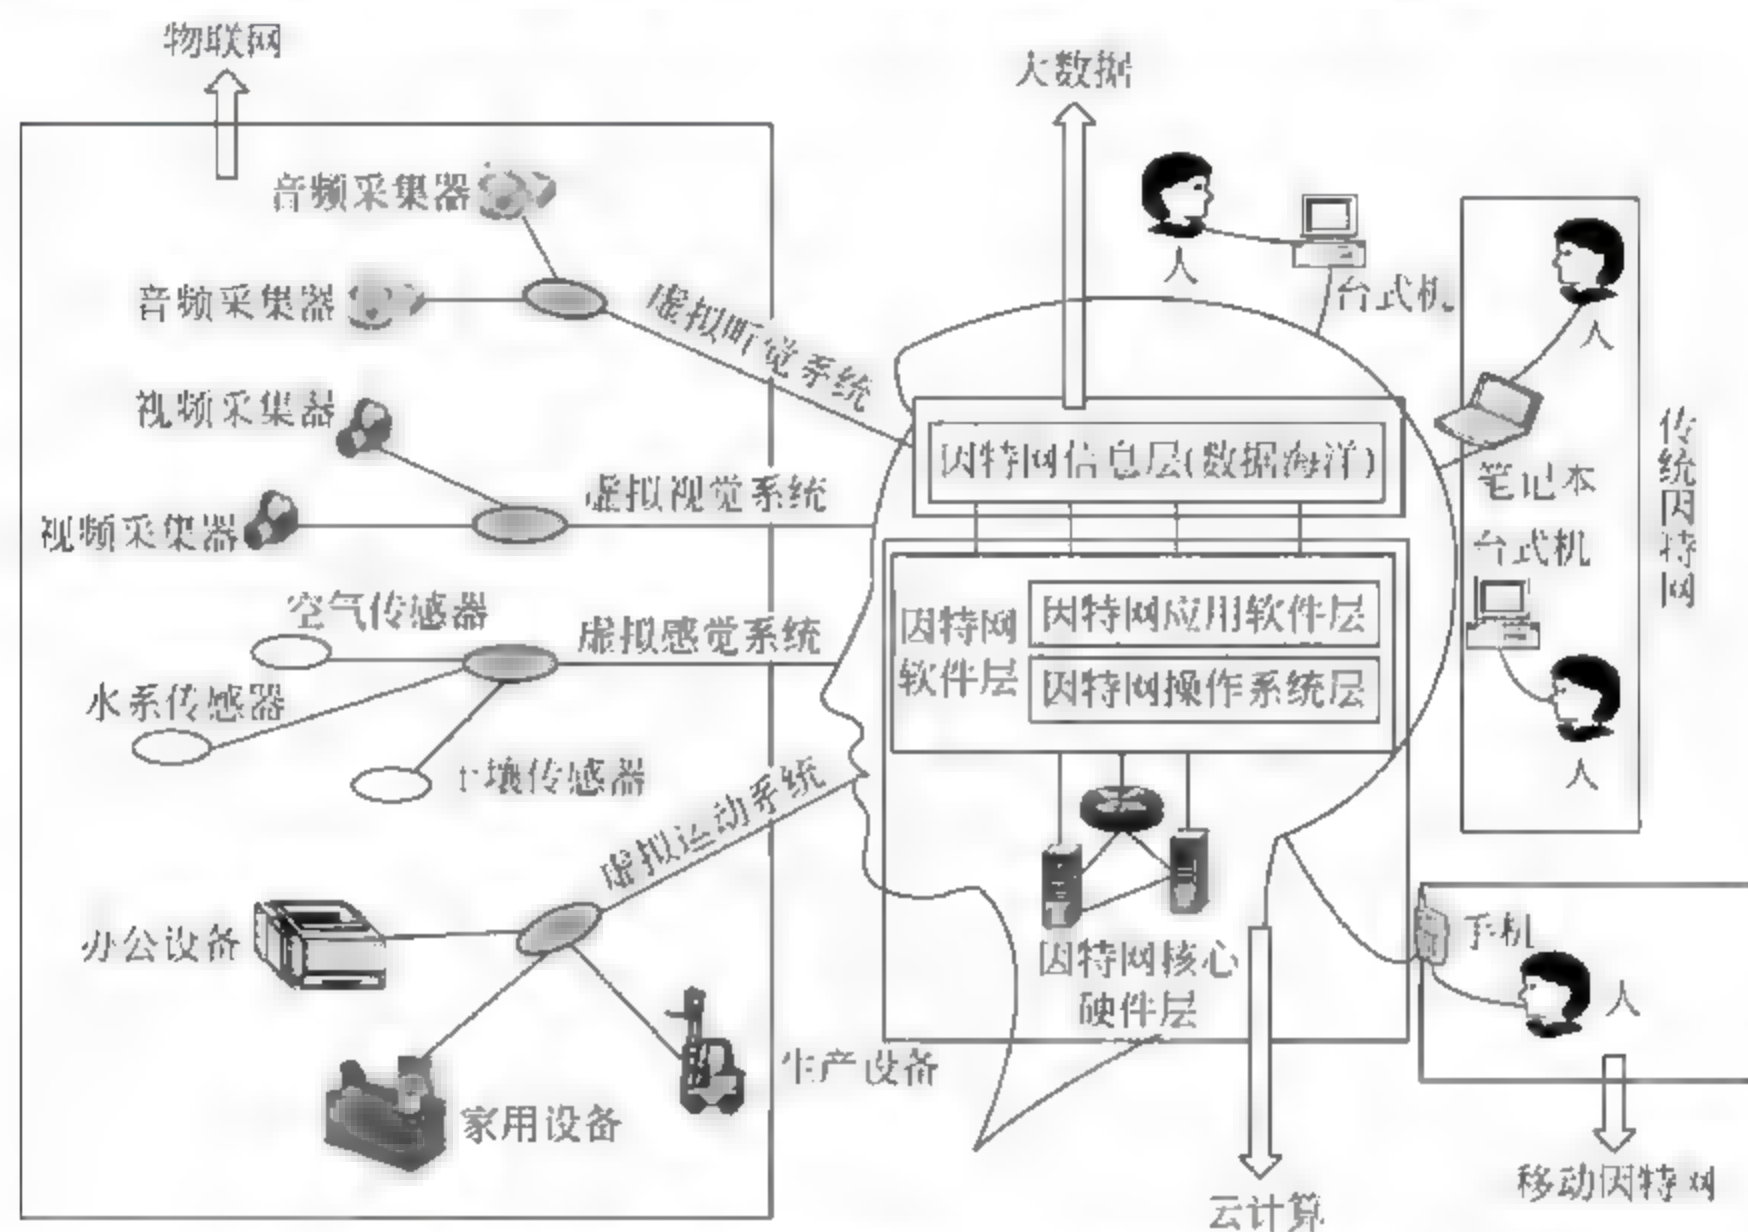 物联网
大数据
音频采集器
人
台式机
音频采集器
虚拟听觉系统
人
视频采集器
因特网信息层(数据海洋)
笔记本
传统因特网
虚拟视觉系统
视频采集器
台式机
空气传感器
虚拟感觉系统
因特网
软件层
因特网应用软件层
因特网操作系统层
水系传感器
土壤传感器
人
虚拟运动系统
办公设备
因特网核心
硬件层
手机
人
生产设备
家用设备
云计算
移动因特网